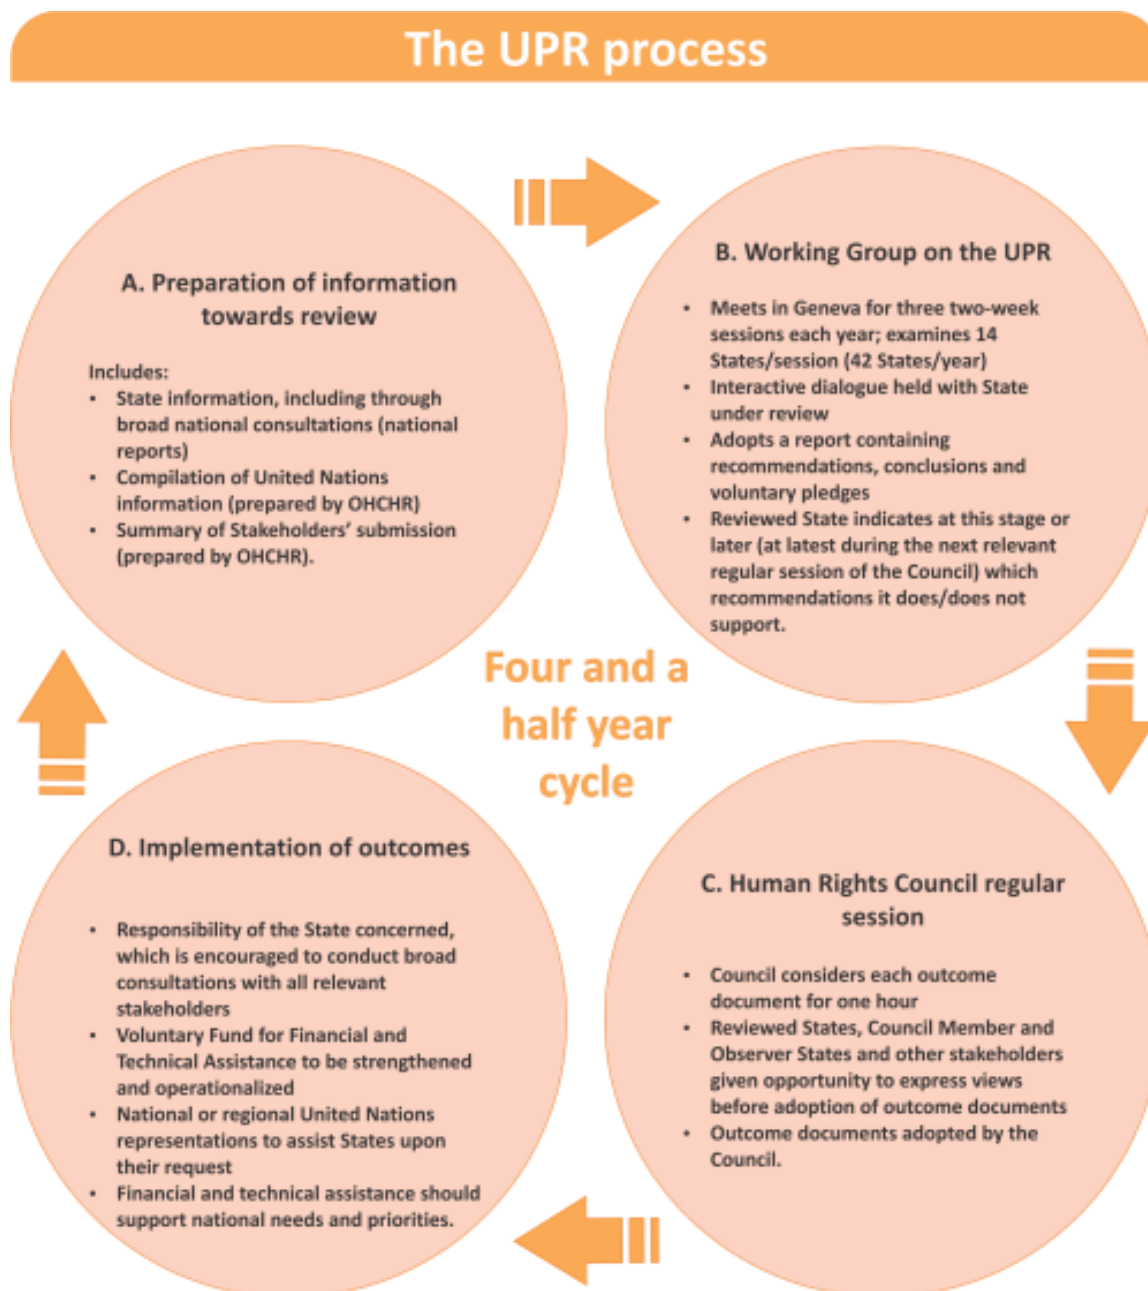 The UPR process
A. Preparation of information
towards review
Includes:
• State information, including through
broad national consultations (national
reports)
• Compilation of United Nations
information (prepared by OHCHR)
• Summary of Stakeholders’ submission
(prepared by OHCHR).
B. Working Group on the UPR
• Meets in Geneva for three two-week
sessions each year; examines 14
States/session (42 States/year)
• Interactive dialogue held with State
under review
• Adopts a report containing
recommendations, conclusions and
voluntary pledges
• Reviewed State indicates at this stage or
later (at latest during the next relevant
regular session of the Council) which
recommendations it does/does not
support.
Four and a
half year
cycle
C. Human Rights Council regular
session
• Council considers each outcome
document for one hour
• Reviewed States, Council Member and
Observer States and other stakeholders
given opportunity to express views
before adoption of outcome documents
• Outcome documents adopted by the
Council.
D. Implementation of outcomes
• Responsibility of the State concerned,
which is encouraged to conduct broad
consultations with all relevant
stakeholders
• Voluntary Fund for Financial and
Technical Assistance to be strengthened
and operationalized
• National or regional United Nations
representations to assist States upon
their request
• Financial and technical assistance should
support national needs and priorities.